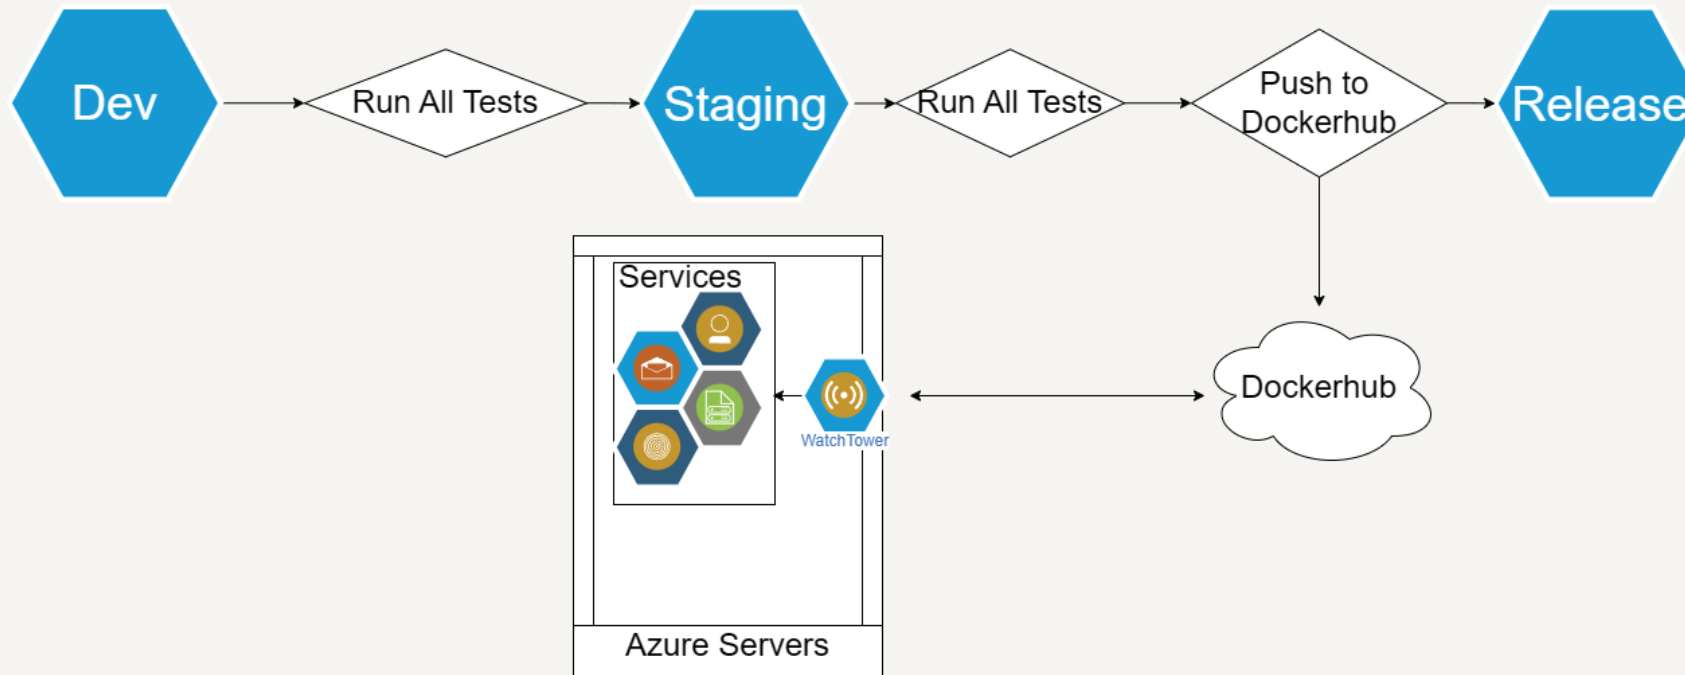 Dev
Run All Tests
Staging
Run All Tests
Push to
Dockerhub
Release
Services
WatchTower
Dockerhub
Azure Servers